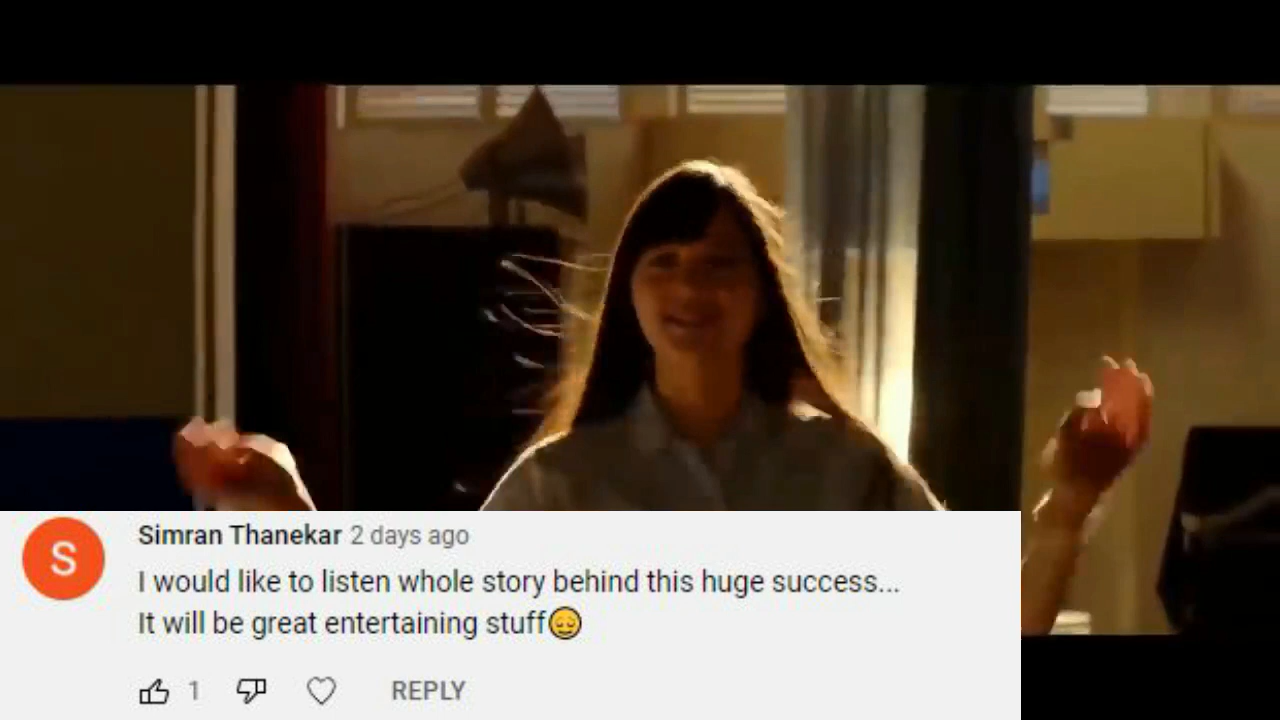 S
Simran Thanekar 2 days ago
I would like to listen whole story behind this huge success...
It will be great entertaining stuff😌
1 REPLY